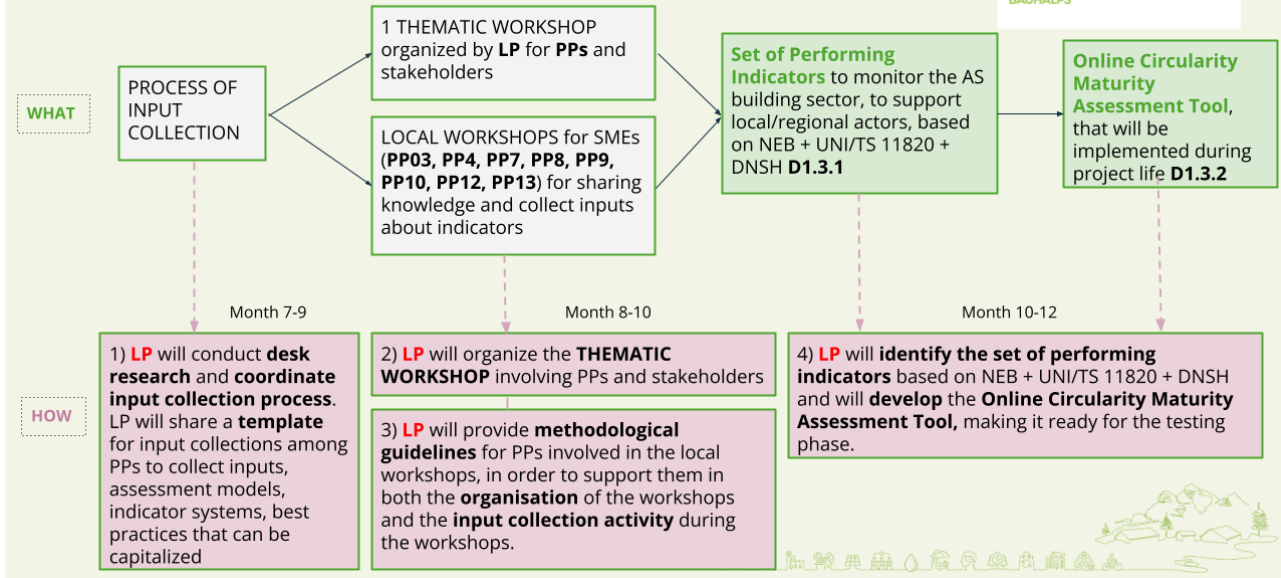 BAUHALPS
WHAT
PROCESS OF
INPUT
COLLECTION
1 THEMATIC WORKSHOP
organized by LP for PPs and
stakeholders
LOCAL WORKSHOPS for SMEs
(PP03, PP4, PP7, PP8, PP9,
PP10, PP12, PP13) for sharing
knowledge and collect inputs
about indicators
Set of Performing
Indicators to monitor the AS
building sector, to support
local/regional actors, based
on NEB + UNI/TS 11820 +
DNSH D1.3.1
Online Circularity
Maturity
Assessment Tool,
that will be
implemented during
project life D1.3.2
HOW
Month 7-9
1) LP will conduct desk
research and coordinate
input collection process.
LP will share a template
for input collections among
PPs to collect inputs,
assessment models,
indicator systems, best
practices that can be
capitalized
Month 8-10
2) LP will organize the THEMATIC
WORKSHOP involving PPs and stakeholders
3) LP will provide methodological
guidelines for PPs involved in the local
workshops, in order to support them in
both the organisation of the workshops
and the input collection activity during
the workshops.
Month 10-12
4) LP will identify the set of performing
indicators based on NEB + UNI/TS 11820 + DNSH
and will develop the Online Circularity Maturity
Assessment Tool, making it ready for the testing
phase.